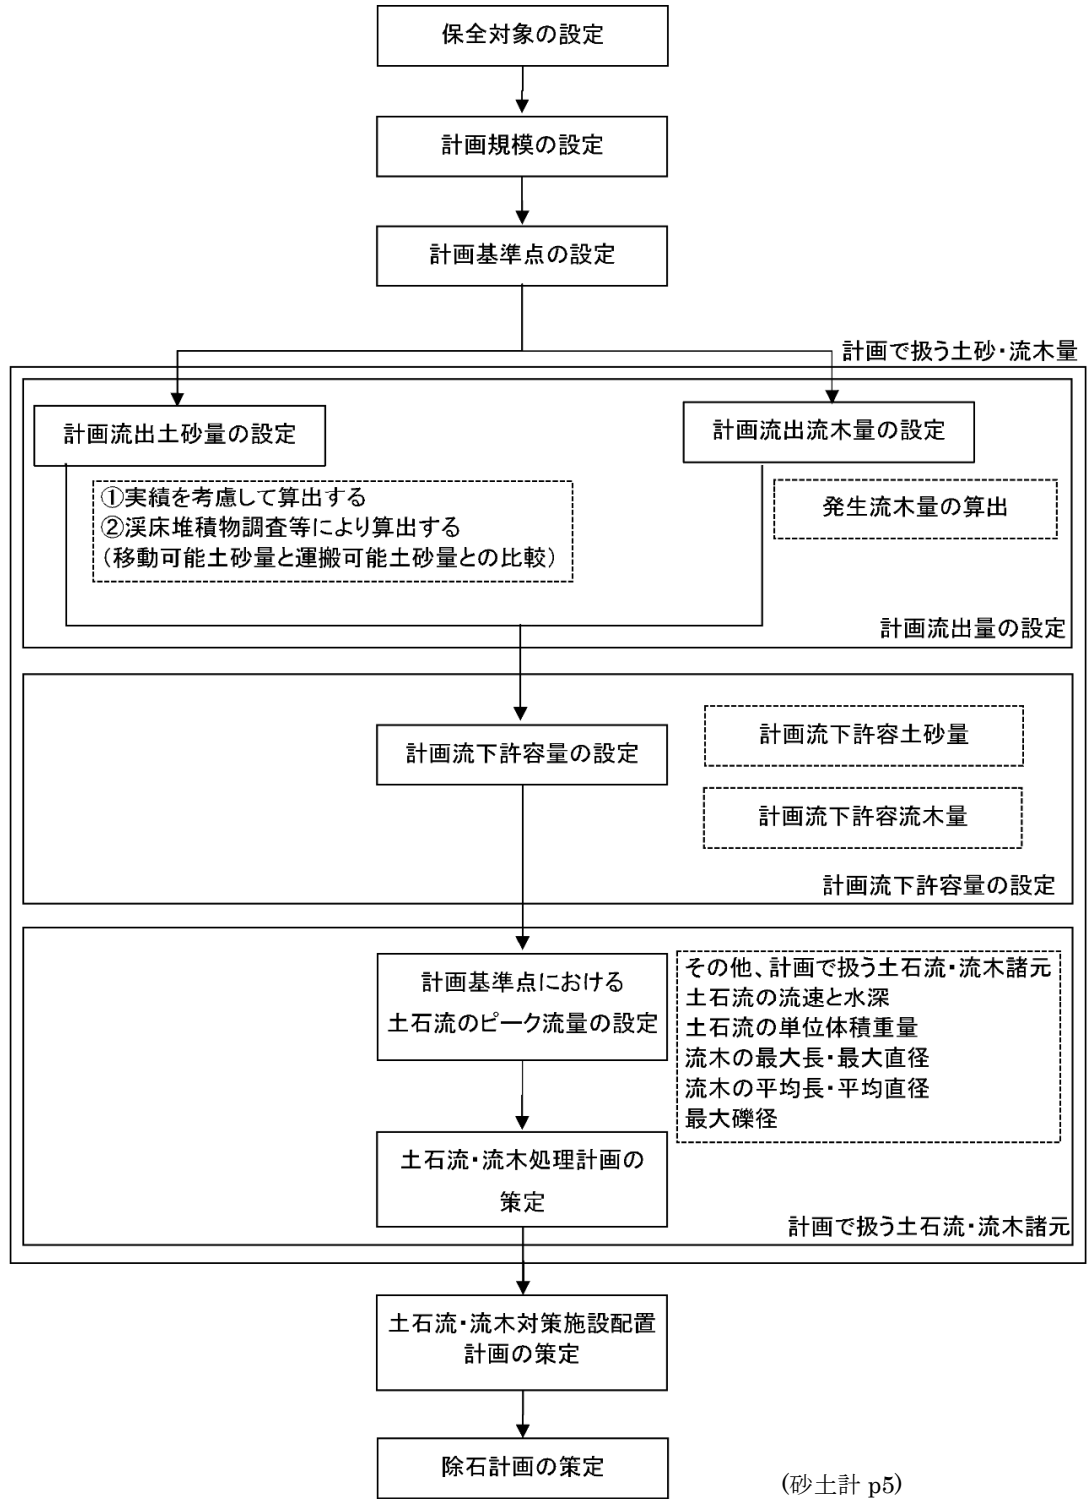 保全対象の設定
計画規模の設定
計画基準点の設定
計画で扱う土砂・流木量
計画流出土砂量の設定
計画流出流木量の設定
①実績を考慮して算出する
②渓床堆積物調査等により算出する
（移動可能土砂量と運搬可能土砂量との比較）
発生流木量の算出
計画流出量の設定
計画流下許容量の設定
計画流下許容土砂量
計画流下許容流木量
計画流下許容量の設定
計画基準点における
土石流のピーク流量の設定
その他、計画で扱う土石流・流木諸元
土石流の流速と水深
土石流の単位体積重量
流木の最大長・最大直径
流木の平均長・平均直径
最大礫径
土石流・流木処理計画の
策定
計画で扱う土石流・流木諸元
土石流・流木対策施設配置
計画の策定
除石計画の策定
(砂土計 p5)